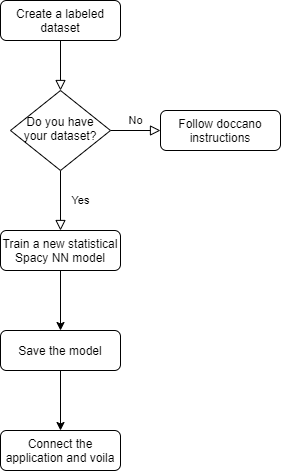 Create a labeled
dataset
Do you have
your dataset?
No
Follow doccano
instructions
Yes
Train a new statistical
Spacy NN model
Save the model
Connect the
application and voila